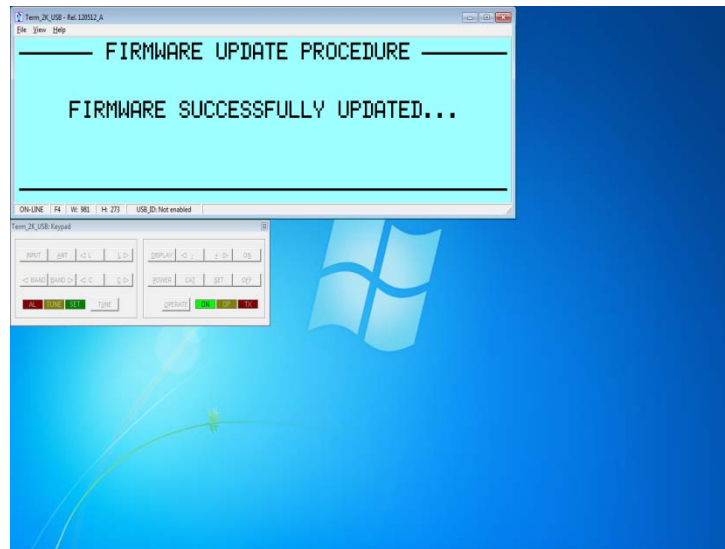 Term_2K_USB - Rel. 120512_A
File View Help
FIRMWARE UPDATE PROCEDURE
FIRMWARE SUCCESSFULLY UPDATED...
ON-LINE F4 W: 981 H: 273 USB_ID: Not enabled
Term_2K_USB: Keypad
INPUT ANT ◁ L L ▷ DISPLAY ◁ - + ▷ ON
◁ BAND BAND ▷ ◁ C C ▷ POWER CAT SET OFF
AL TUNE SET TUNE OPERATE ON OP TX